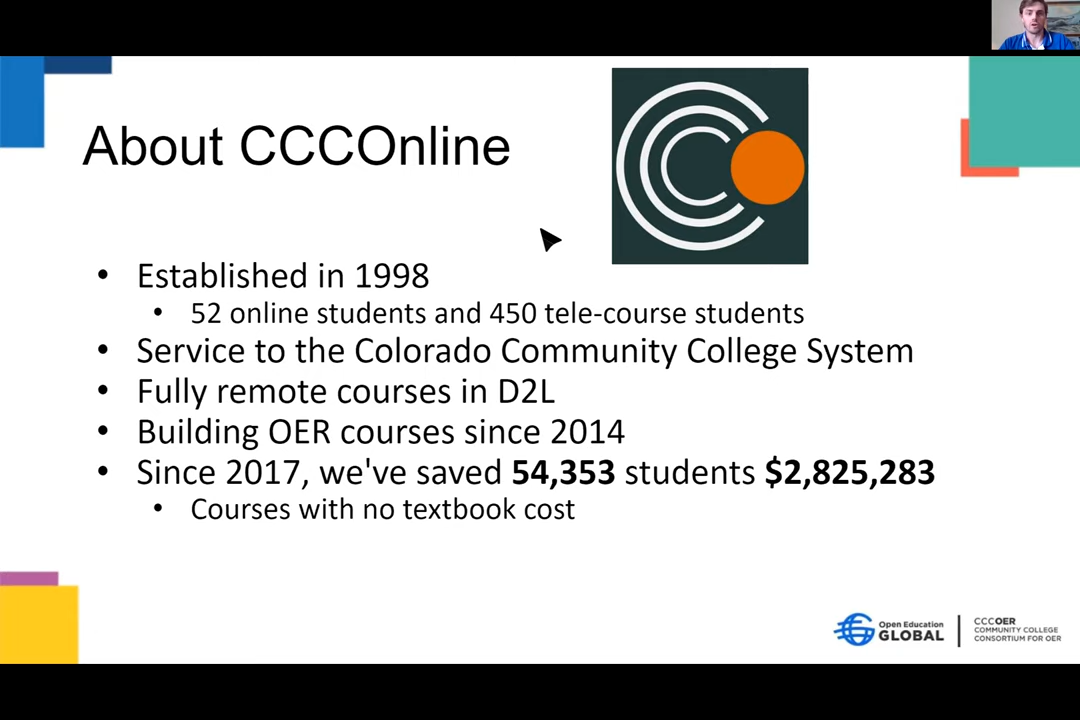 About CCCOnline
• Established in 1998
• 52 online students and 450 tele-course students
• Service to the Colorado Community College System
• Fully remote courses in D2L
• Building OER courses since 2014
• Since 2017, we've saved 54,353 students $2,825,283
• Courses with no textbook cost
Open Education
GLOBAL
CCCOER
COMMUNITY COLLEGE
CONSORTIUM FOR OER